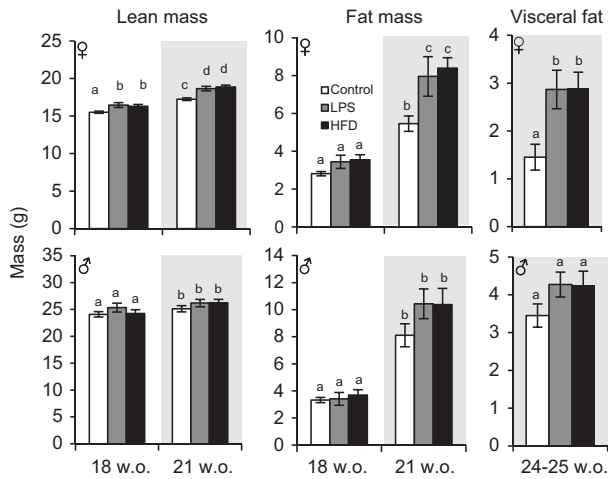 Lean mass
Fat mass
Visceral fat
Mass (g)
♀
25
20
15
10
5
0
a b b
c d d
♀
10
8
6
4
2
0
Control
LPS
HFD
a a a
b c c
♀
4
3
2
1
0
a b b
♂
35
30
25
20
15
10
5
0
a a a
b b b
18 w.o. 21 w.o.
♂
14
12
10
8
6
4
2
0
a a a
b b b
18 w.o. 21 w.o.
♂
5
4
3
2
1
0
a a a
24-25 w.o.